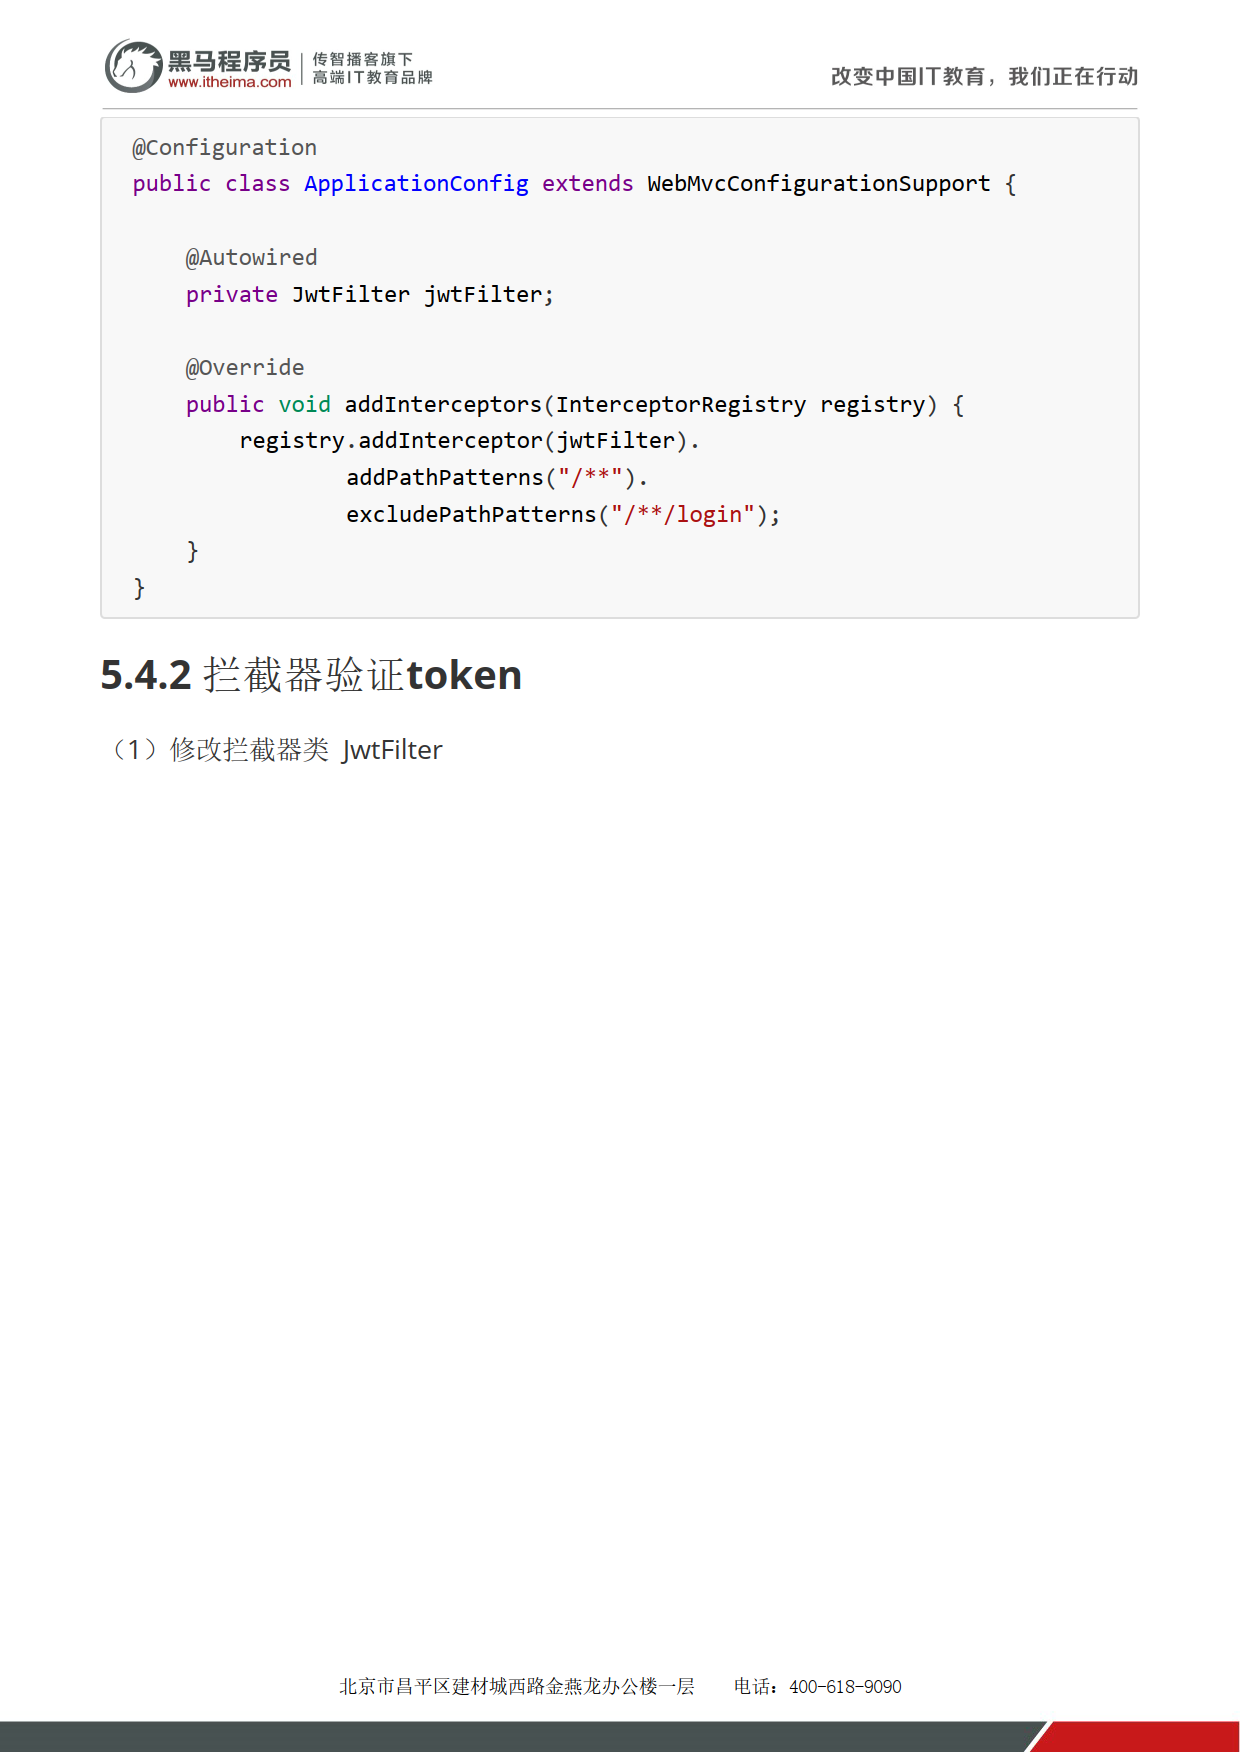 黑马程序员
www.itheima.com
传智播客旗下
高端IT教育品牌
改变中国IT教育，我们正在行动
@Configuration
public class ApplicationConfig extends WebMvcConfigurationSupport {
    @Autowired
    private JwtFilter jwtFilter;
    @Override
    public void addInterceptors(InterceptorRegistry registry) {
        registry.addInterceptor(jwtFilter).
                addPathPatterns("/**").
                excludePathPatterns("/**/login");
    }
}
5.4.2 拦截器验证token
（1）修改拦截器类 JwtFilter
北京市昌平区建材城西路金燕龙办公楼一层 电话：400-618-9090